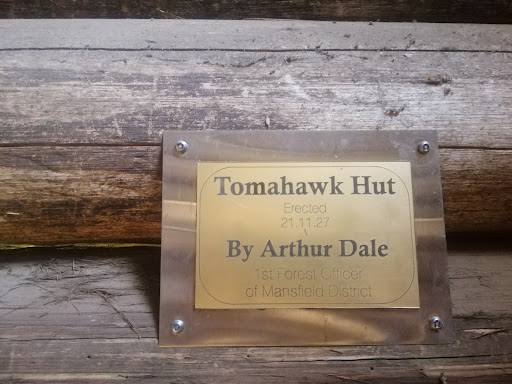 Tomahawk Hut
Erected
21.11.27
By Arthur Dale
1st Forest Officer
of Mansfield District